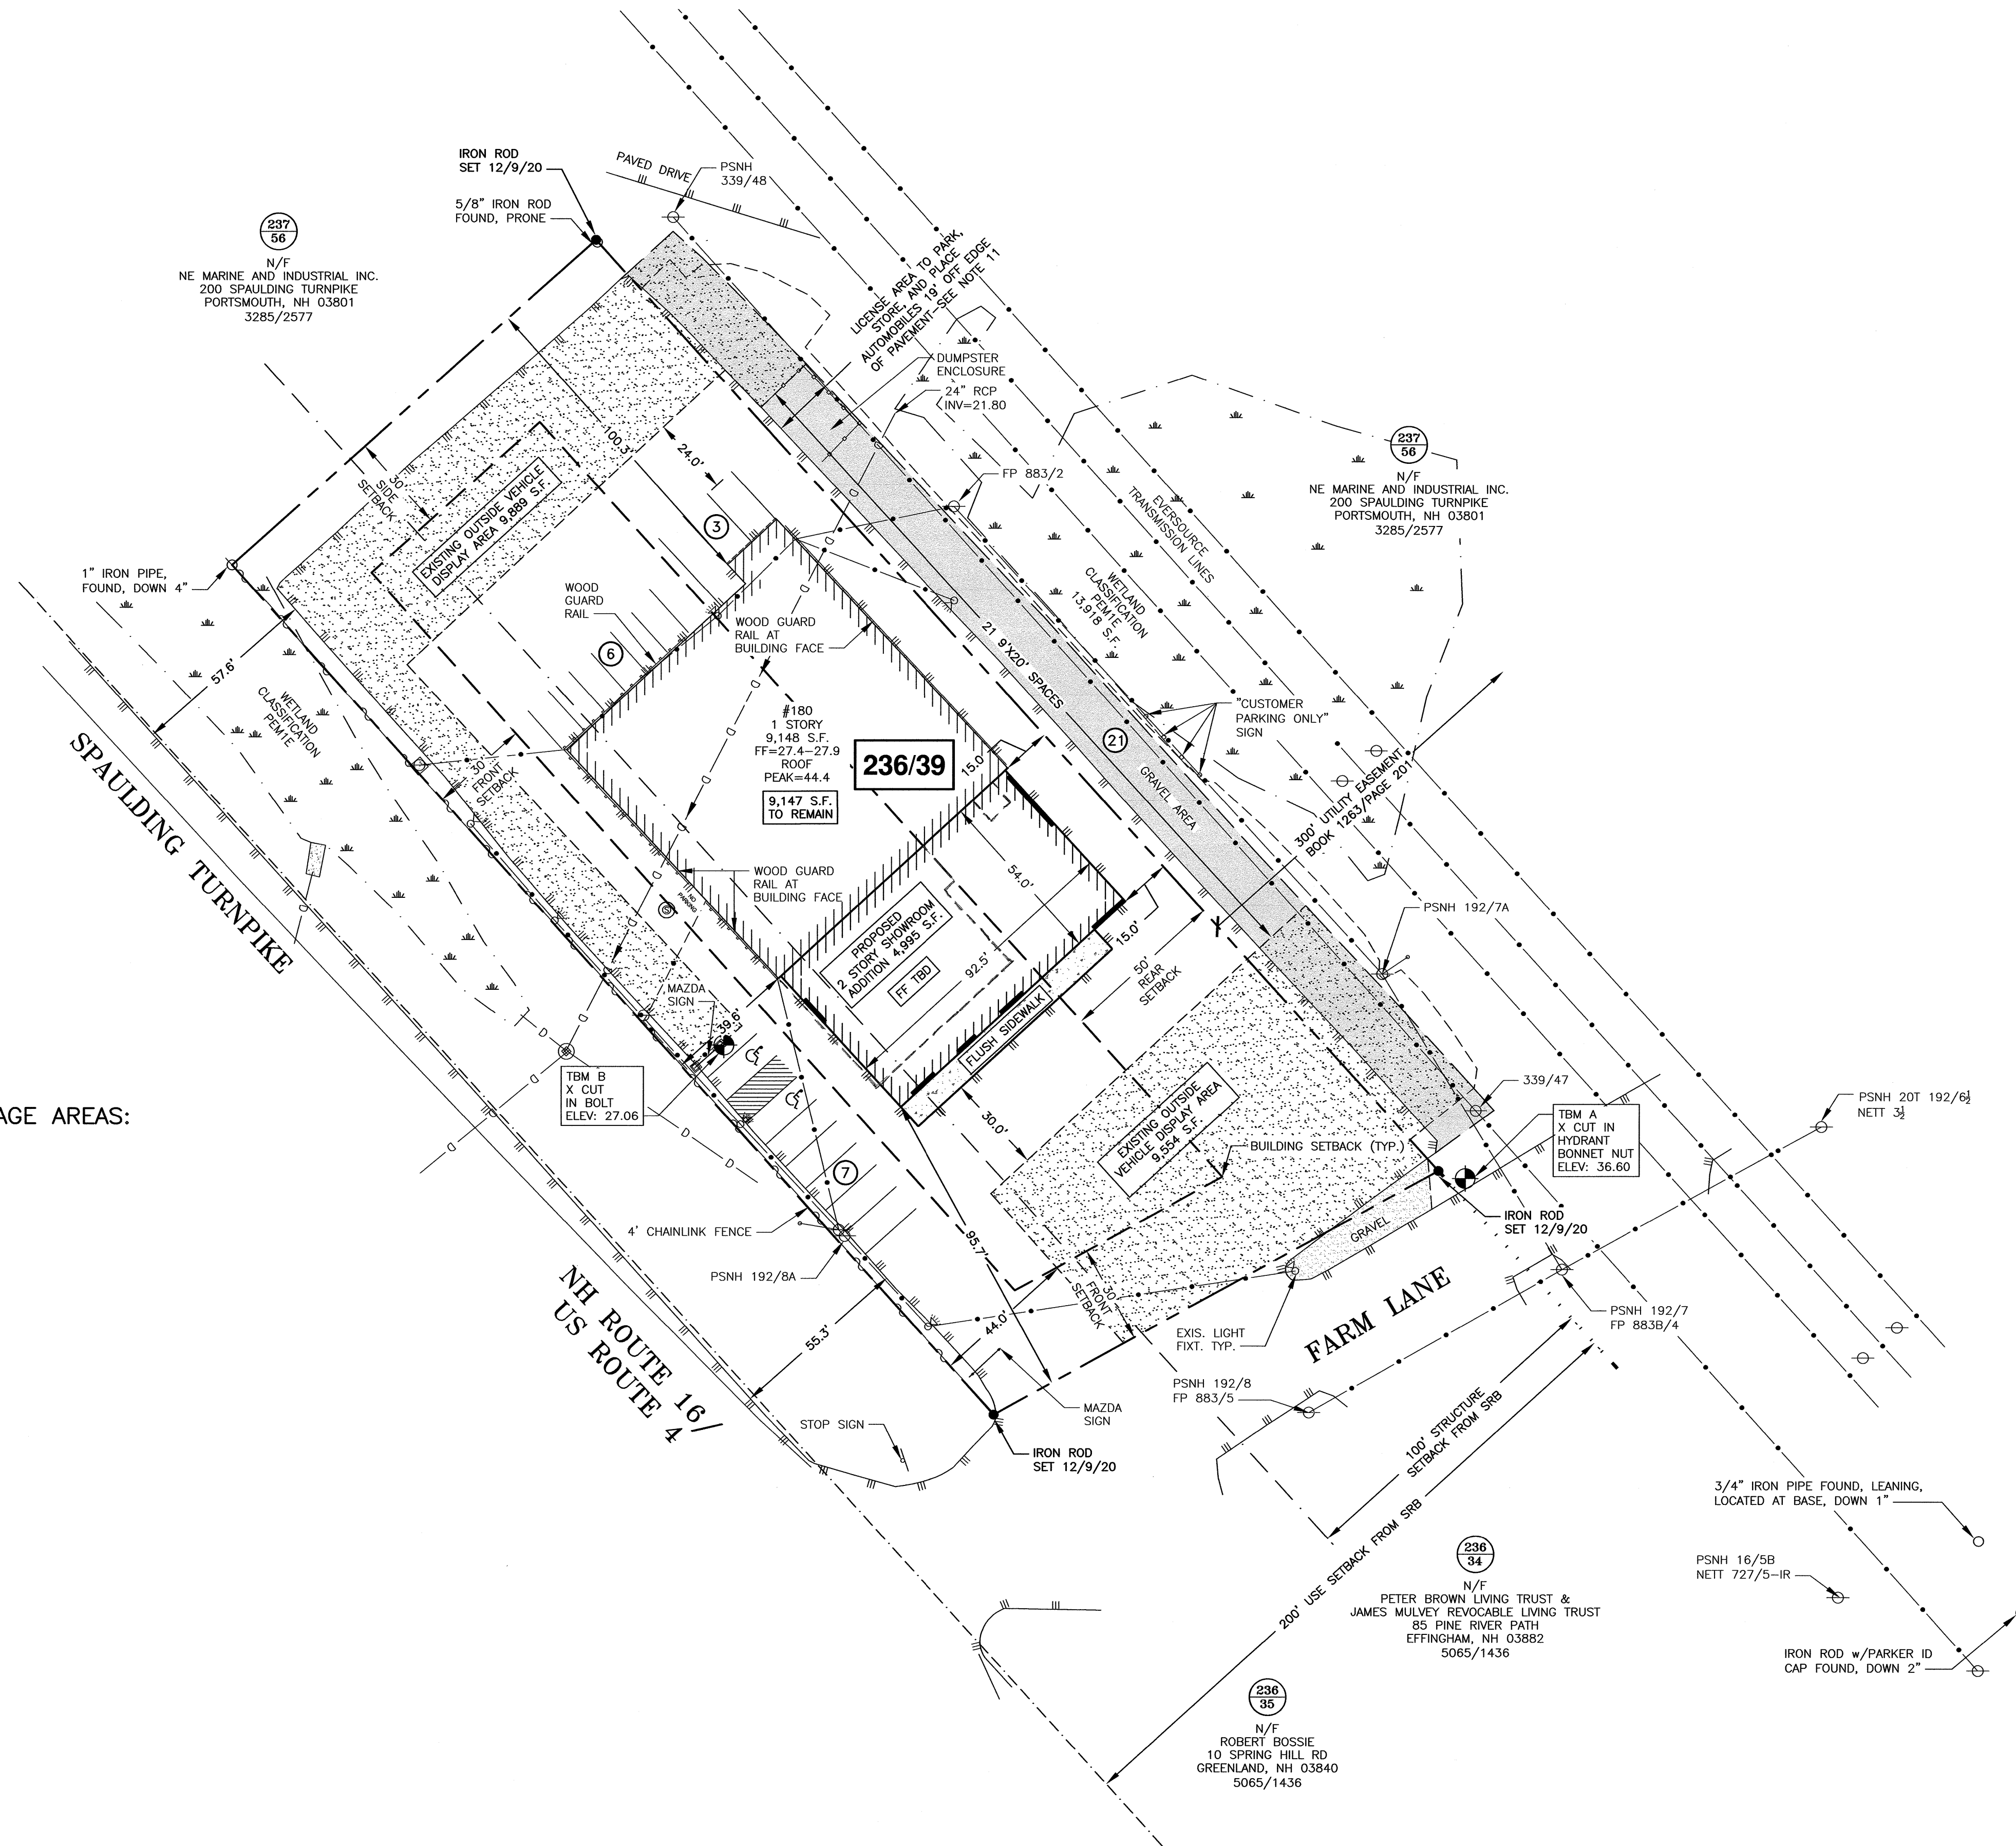 IRON ROD
SET 12/9/20
5/8" IRON ROD
FOUND, PRONE
PAVED DRIVE
PSNH
339/48
237
56
N/F
NE MARINE AND INDUSTRIAL INC.
200 SPAULDING TURNPIKE
PORTSMOUTH, NH 03801
3285/2577
LICENSE AREA TO PARK,
STORE, AND PLACE
AUTOMOBILES 19' OFF EDGE
OF PAVEMENT-SEE NOTE 11
DUMPSTER
ENCLOSURE
24" RCP
INV=21.80
FP 883/2
237
56
N/F
NE MARINE AND INDUSTRIAL INC.
200 SPAULDING TURNPIKE
PORTSMOUTH, NH 03801
3285/2577
EVERSOURCE
TRANSMISSION LINES
WETLAND
CLASSIFICATION
PEM1E
13,918 S.F.
100.3'
24.0'
30'
SIDE
SETBACK
EXISTING OUTSIDE VEHICLE
DISPLAY AREA 9,889 S.F.
3
6
1" IRON PIPE,
FOUND, DOWN 4"
57.6'
WOOD
GUARD
RAIL
WOOD GUARD
RAIL AT
BUILDING FACE
21 9'X20' SPACES
WETLAND
CLASSIFICATION
PEM1E
30'
FRONT
SETBACK
#180
1 STORY
9,148 S.F.
FF=27.4-27.9
ROOF
PEAK=44.4
9,147 S.F.
TO REMAIN
236/39
15.0'
21
GRAVEL AREA
"CUSTOMER
PARKING ONLY"
SIGN
300' UTILITY EASEMENT
BOOK 1263/PAGE 201
SPAULDING TURNPIKE
WOOD GUARD
RAIL AT
BUILDING FACE
NO
PARKING
54.0'
PROPOSED
2 STORY SHOWROOM
ADDITION 4,995 S.F.
FF TBD
92.5'
15.0'
FLUSH SIDEWALK
50'
REAR
SETBACK
PSNH 192/7A
MAZDA
SIGN
39.6'
TBM B
X CUT
IN BOLT
ELEV: 27.06
30.0'
EXISTING OUTSIDE
VEHICLE DISPLAY AREA
9,554 S.F.
BUILDING SETBACK (TYP.)
339/47
TBM A
X CUT IN
HYDRANT
BONNET NUT
ELEV: 36.60
PSNH 20T 192/6½
NETT 3½
AGE AREAS:
7
4' CHAINLINK FENCE
PSNH 192/8A
95.7'
GRAVEL
IRON ROD
SET 12/9/20
30'
FRONT
SETBACK
44.0'
55.3'
NH ROUTE 16/
US ROUTE 4
EXIS. LIGHT
FIXT. TYP.
FARM LANE
PSNH 192/7
FP 883B/4
PSNH 192/8
FP 883/5
MAZDA
SIGN
STOP SIGN
IRON ROD
SET 12/9/20
100' STRUCTURE
SETBACK FROM SRB
200' USE SETBACK FROM SRB
3/4" IRON PIPE FOUND, LEANING,
LOCATED AT BASE, DOWN 1"
PSNH 16/5B
NETT 727/5-IR
236
34
N/F
PETER BROWN LIVING TRUST &
JAMES MULVEY REVOCABLE LIVING TRUST
85 PINE RIVER PATH
EFFINGHAM, NH 03882
5065/1436
IRON ROD w/PARKER ID
CAP FOUND, DOWN 2"
236
35
N/F
ROBERT BOSSIE
10 SPRING HILL RD
GREENLAND, NH 03840
5065/1436